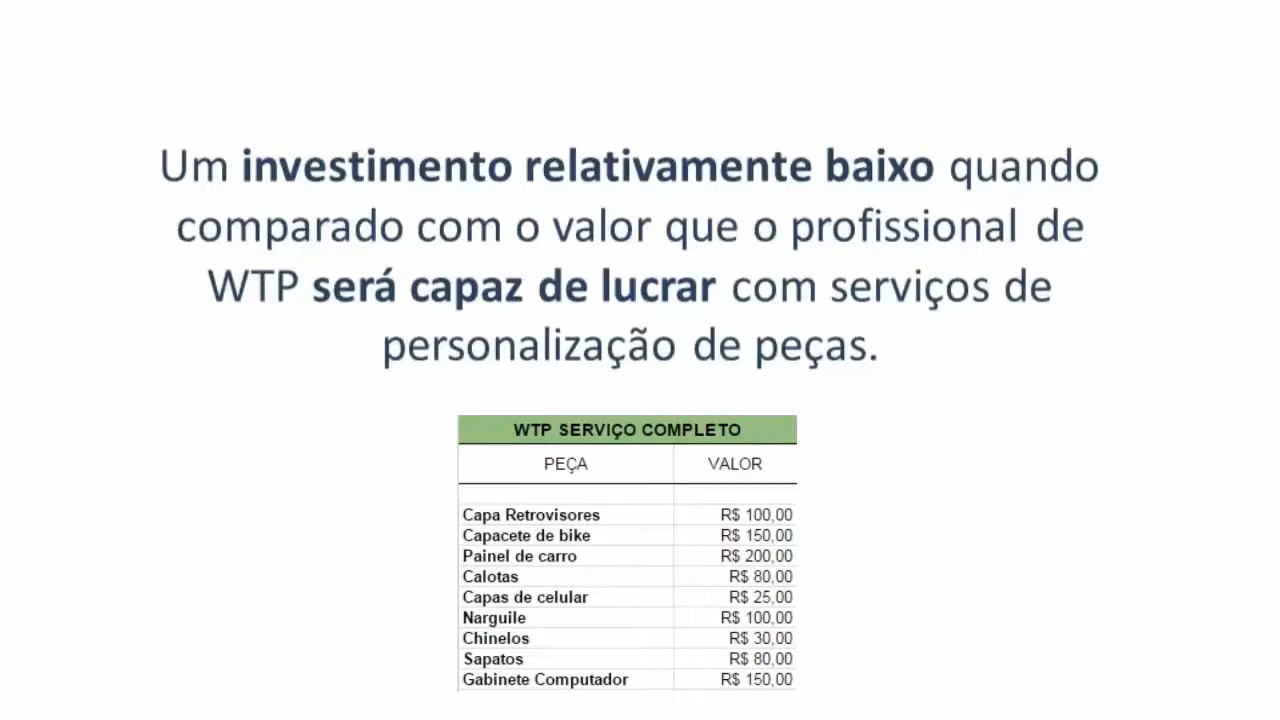 Um investimento relativamente baixo quando
comparado com o valor que o profissional de
WTP será capaz de lucrar com serviços de
personalização de peças.
WTP SERVIÇO COMPLETO
PEÇA VALOR
Capa Retrovisores R$ 100,00
Capacete de bike R$ 150,00
Painel de carro R$ 200,00
Calotas R$ 80,00
Capas de celular R$ 25,00
Narguile R$ 100,00
Chinelos R$ 30,00
Sapatos R$ 80,00
Gabinete Computador R$ 150,00